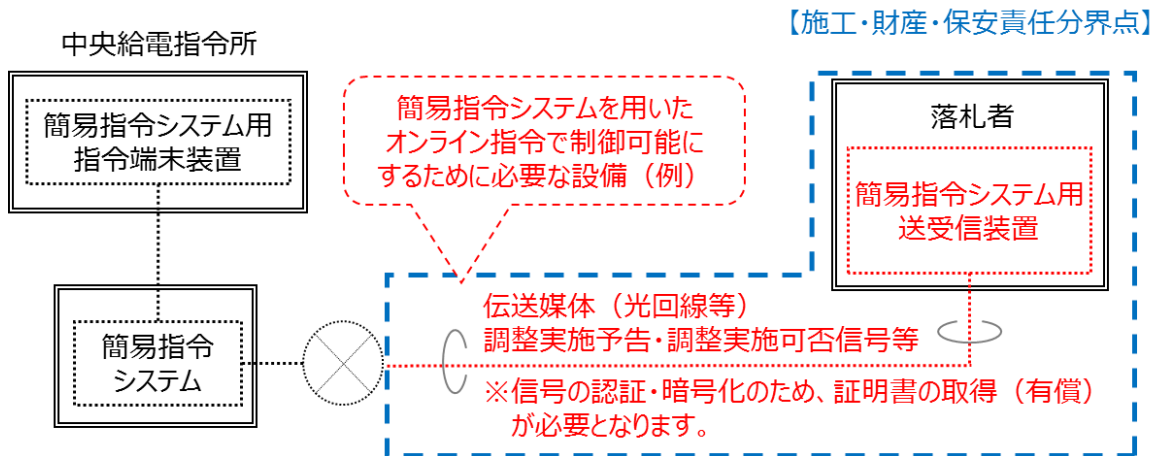 【施工・財産・保安責任分界点】
中央給電指令所
簡易指令システム用
指令端末装置
簡易指令システムを用いた
オンライン指令で制御可能に
するために必要な設備（例）
落札者
簡易指令システム用
送受信装置
簡易指令
システム
伝送媒体（光回線等）
調整実施予告・調整実施可否信号等
※信号の認証・暗号化のため、証明書の取得（有償）
が必要となります。